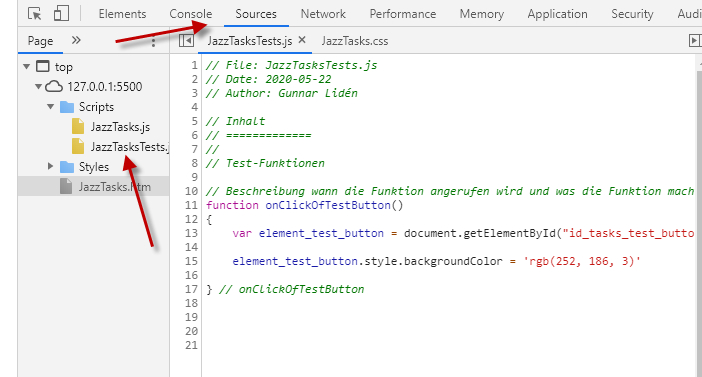 Elements Console Sources Network Performance Memory Application Security Audi
Page » JazzTasksTests.js × JazzTasks.css
top
127.0.0.1:5500
Scripts
JazzTasks.js
JazzTasksTests.j
Styles
JazzTasks.htm
1 // File: JazzTasksTests.js
2 // Date: 2020-05-22
3 // Author: Gunnar Lidén
4
5 // Inhalt
6 // =============
7 //
8 // Test-Funktionen
9
10 // Beschreibung wann die Funktion angerufen wird und was die Funktion mach
11 function onClickOfTestButton()
12 {
13 var element_test_button = document.getElementById("id_tasks_test_butto
14
15 element_test_button.style.backgroundColor = 'rgb(252, 186, 3)'
16
17 } // onClickOfTestButton
18
19
20
21